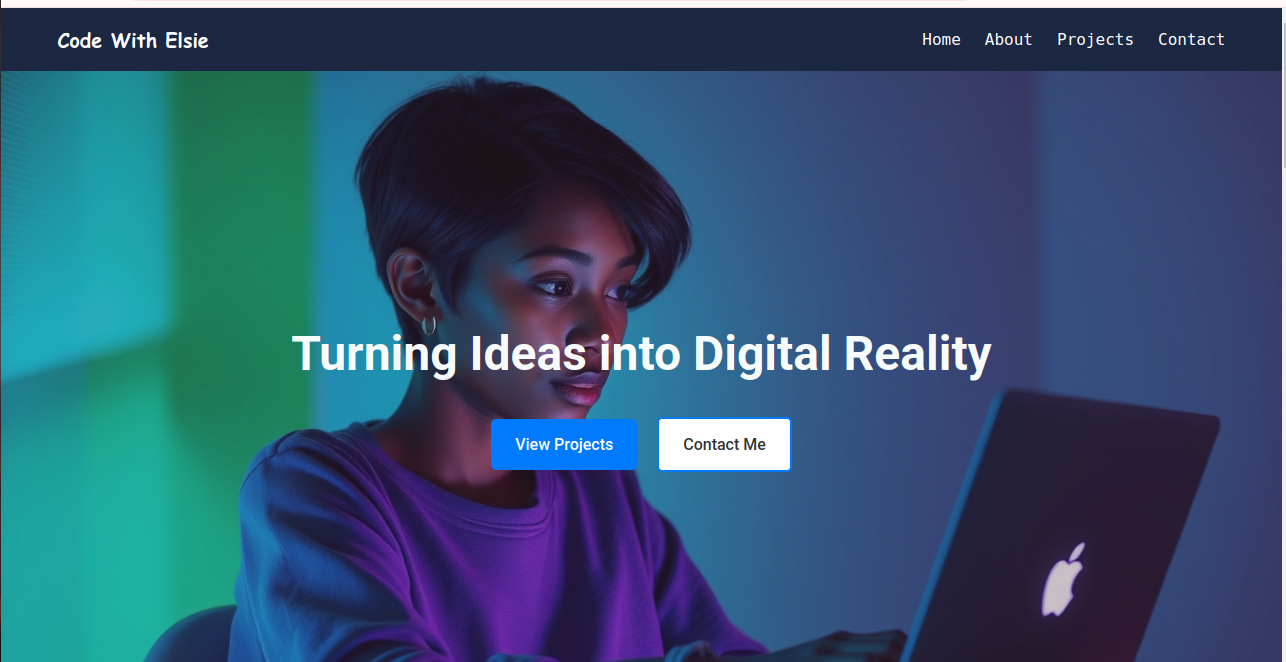 Code With Elsie
Home About Projects Contact
Turning Ideas into Digital Reality
View Projects Contact Me